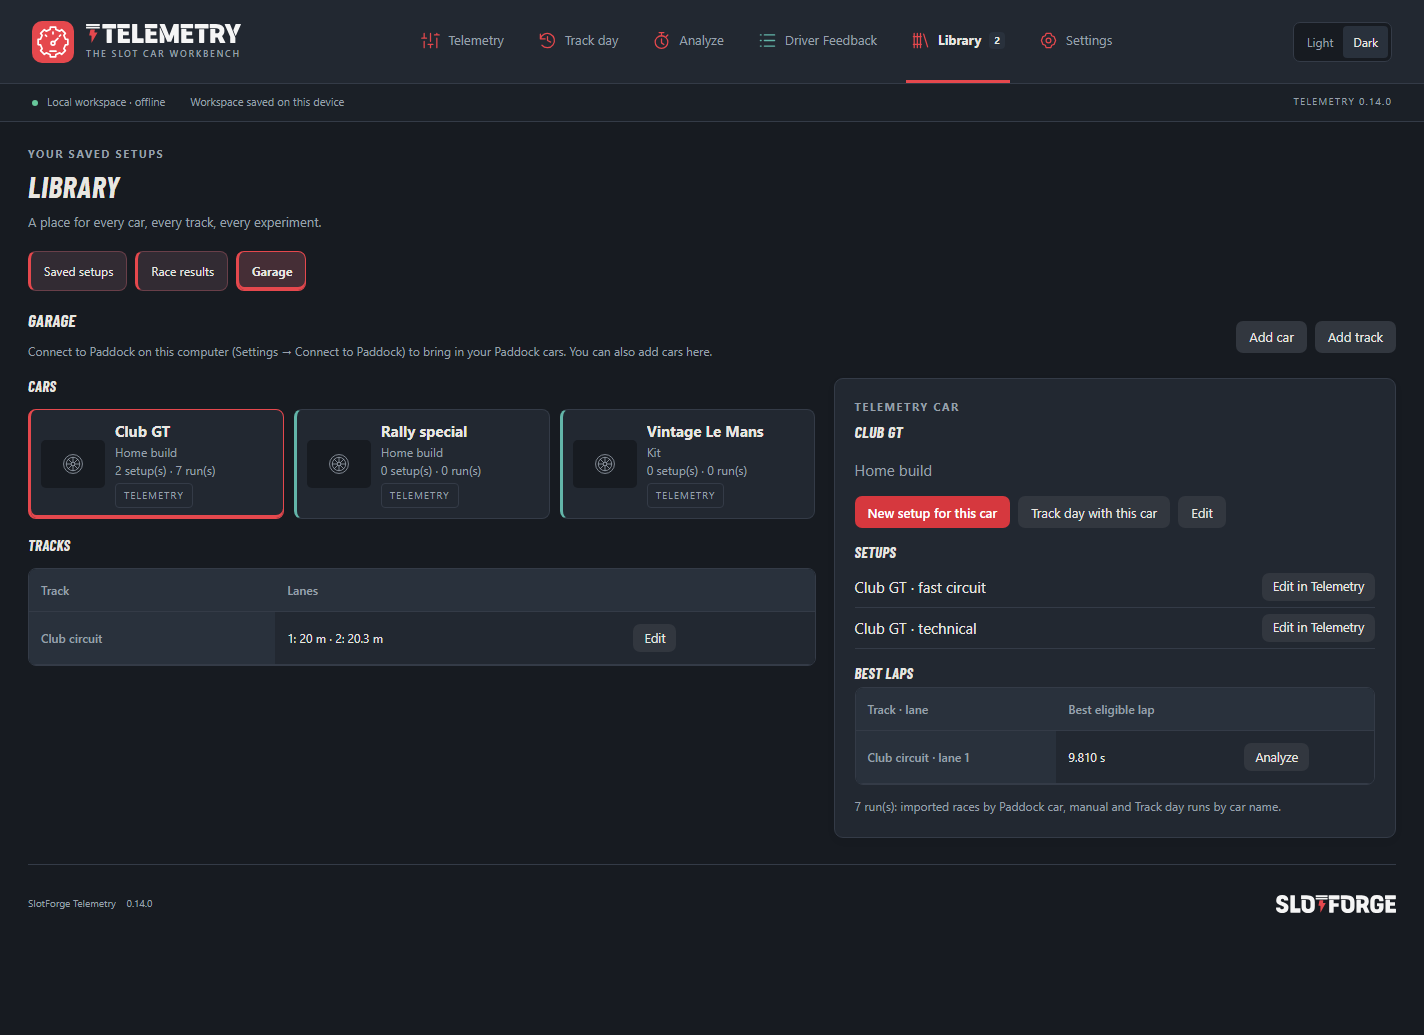 TELEMETRY
THE SLOT CAR WORKBENCH
Telemetry
Track day
Analyze
Driver Feedback
Library 2
Settings
Light
Dark
Local workspace · offline
Workspace saved on this device
TELEMETRY 0.14.0
YOUR SAVED SETUPS
LIBRARY
A place for every car, every track, every experiment.
Saved setups
Race results
Garage
GARAGE
Connect to Paddock on this computer (Settings → Connect to Paddock) to bring in your Paddock cars. You can also add cars here.
Add car
Add track
CARS
Club GT
Home build
2 setup(s) · 7 run(s)
TELEMETRY
Rally special
Home build
0 setup(s) · 0 run(s)
TELEMETRY
Vintage Le Mans
Kit
0 setup(s) · 0 run(s)
TELEMETRY
TRACKS
Track Lanes
Club circuit 1: 20 m · 2: 20.3 m Edit
TELEMETRY CAR
CLUB GT
Home build
New setup for this car
Track day with this car
Edit
SETUPS
Club GT · fast circuit Edit in Telemetry
Club GT · technical Edit in Telemetry
BEST LAPS
Track · lane Best eligible lap
Club circuit · lane 1 9.810 s Analyze
7 run(s): imported races by Paddock car, manual and Track day runs by car name.
SlotForge Telemetry 0.14.0
SLOTFORGE